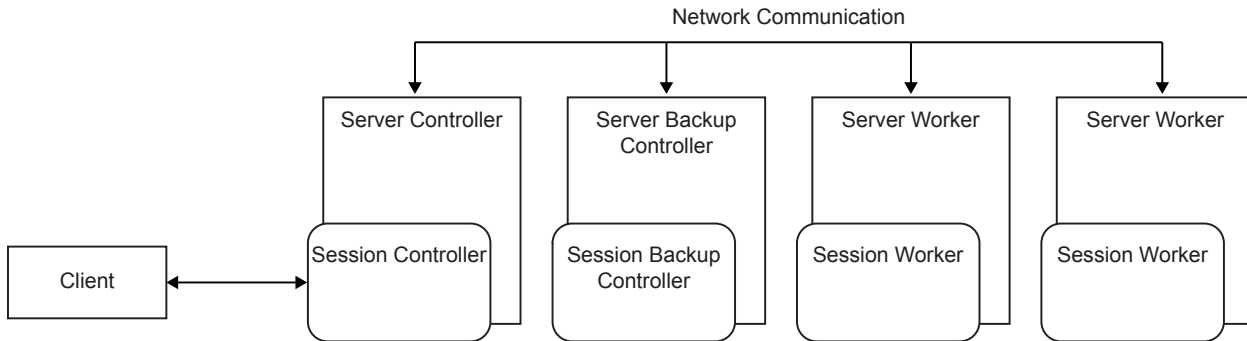 Network Communication
Server Controller
Server Backup
Controller
Server Worker
Server Worker
Session Controller
Session Backup
Controller
Session Worker
Session Worker
Client